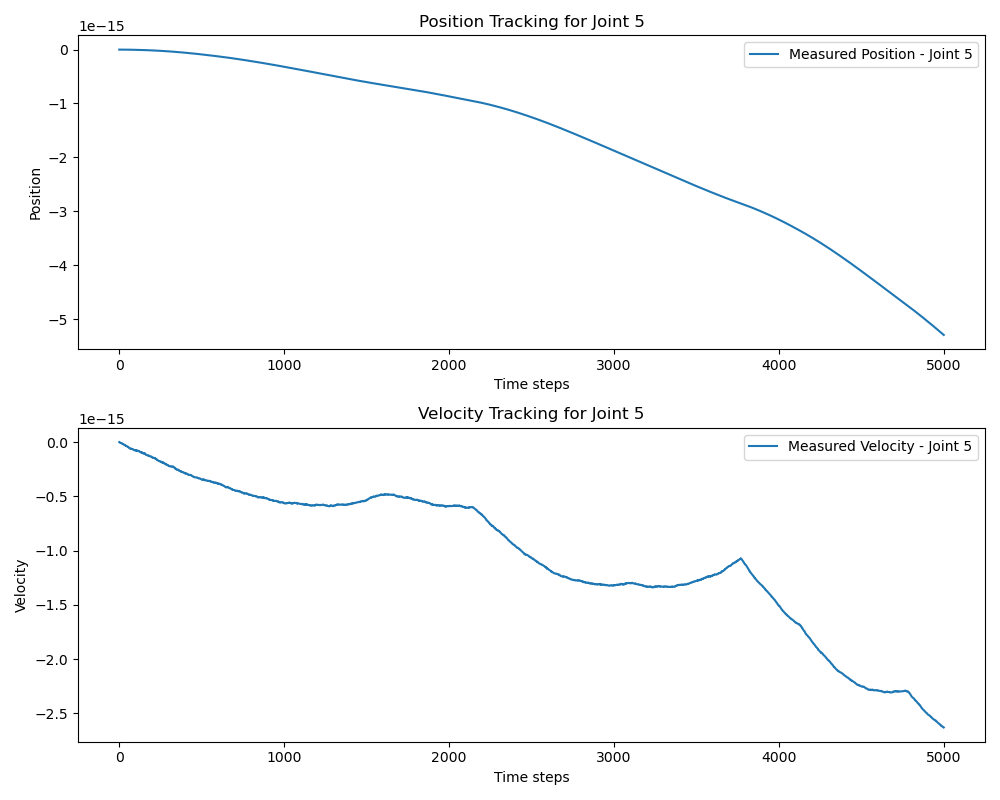 Position Tracking for Joint 5
1e−15
Measured Position - Joint 5
0
−1
−2
−3
−4
−5
Position
0 1000 2000 3000 4000 5000
Time steps
Velocity Tracking for Joint 5
1e−15
Measured Velocity - Joint 5
0.0
−0.5
−1.0
−1.5
−2.0
−2.5
Velocity
0 1000 2000 3000 4000 5000
Time steps